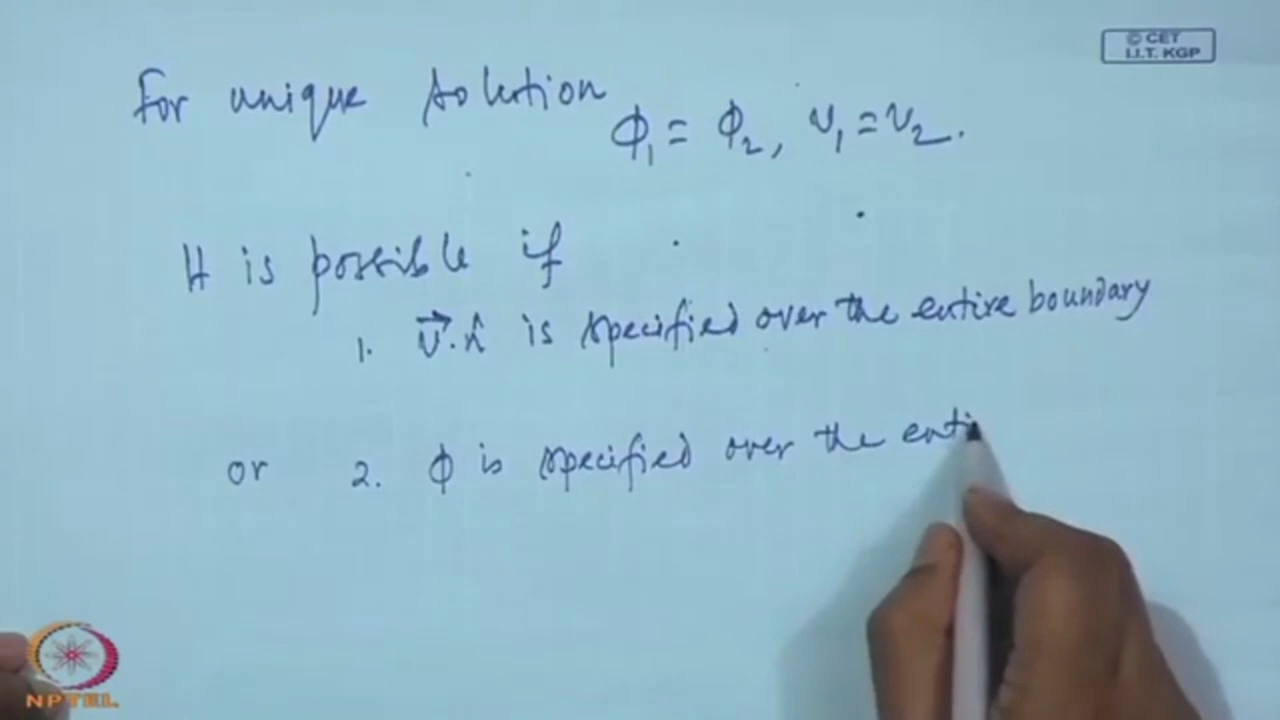 © CET
I.I.T. KGP
For unique solution
ϕ₁ = ϕ₂, v₁ = v₂.
It is possible if
1. v⃗.n̂ is specified over the entire boundary
or 2. ϕ is specified over the enti
NPTEL